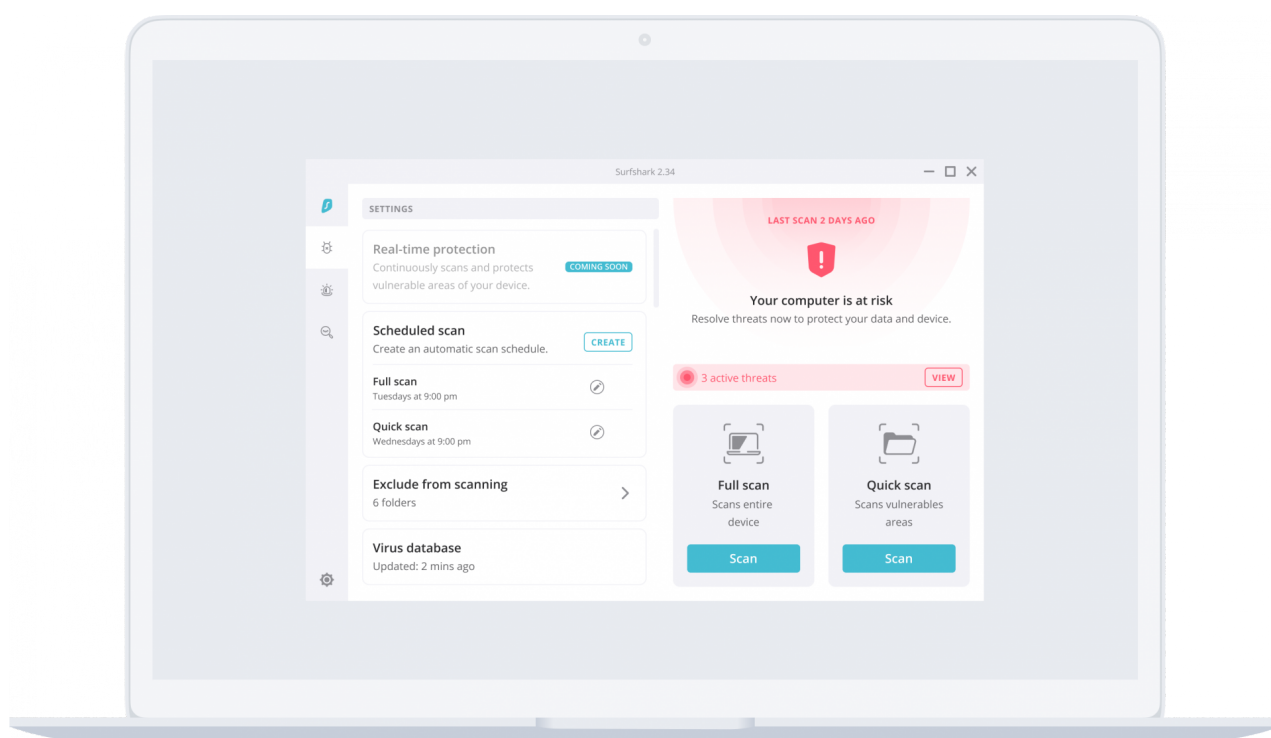 Surfshark 2.34
SETTINGS
Real-time protection
Continuously scans and protects
vulnerable areas of your device.
COMING SOON
Scheduled scan
Create an automatic scan schedule.
CREATE
Full scan
Tuesdays at 9:00 pm
Quick scan
Wednesdays at 9:00 pm
Exclude from scanning
6 folders
Virus database
Updated: 2 mins ago
LAST SCAN 2 DAYS AGO
Your computer is at risk
Resolve threats now to protect your data and device.
3 active threats
VIEW
Full scan
Scans entire
device
Scan
Quick scan
Scans vulnerables
areas
Scan